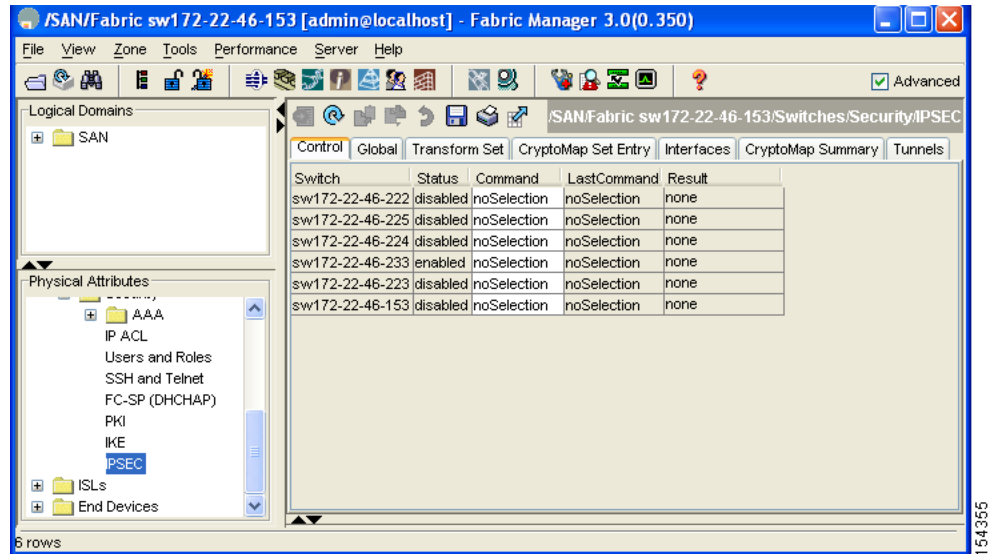 /SAN/Fabric sw172-22-46-153 [admin@localhost] - Fabric Manager 3.0(0.350)
File View Zone Tools Performance Server Help
Advanced
Logical Domains
SAN
/SAN/Fabric sw172-22-46-153/Switches/Security/IPSEC
Control Global Transform Set CryptoMap Set Entry Interfaces CryptoMap Summary Tunnels
Switch Status Command LastCommand Result
sw172-22-46-222 disabled noSelection noSelection none
sw172-22-46-225 disabled noSelection noSelection none
sw172-22-46-224 disabled noSelection noSelection none
sw172-22-46-233 enabled noSelection noSelection none
sw172-22-46-223 disabled noSelection noSelection none
sw172-22-46-153 disabled noSelection noSelection none
Physical Attributes
AAA
IP ACL
Users and Roles
SSH and Telnet
FC-SP (DHCHAP)
PKI
IKE
IPSEC
ISLs
End Devices
6 rows
154355